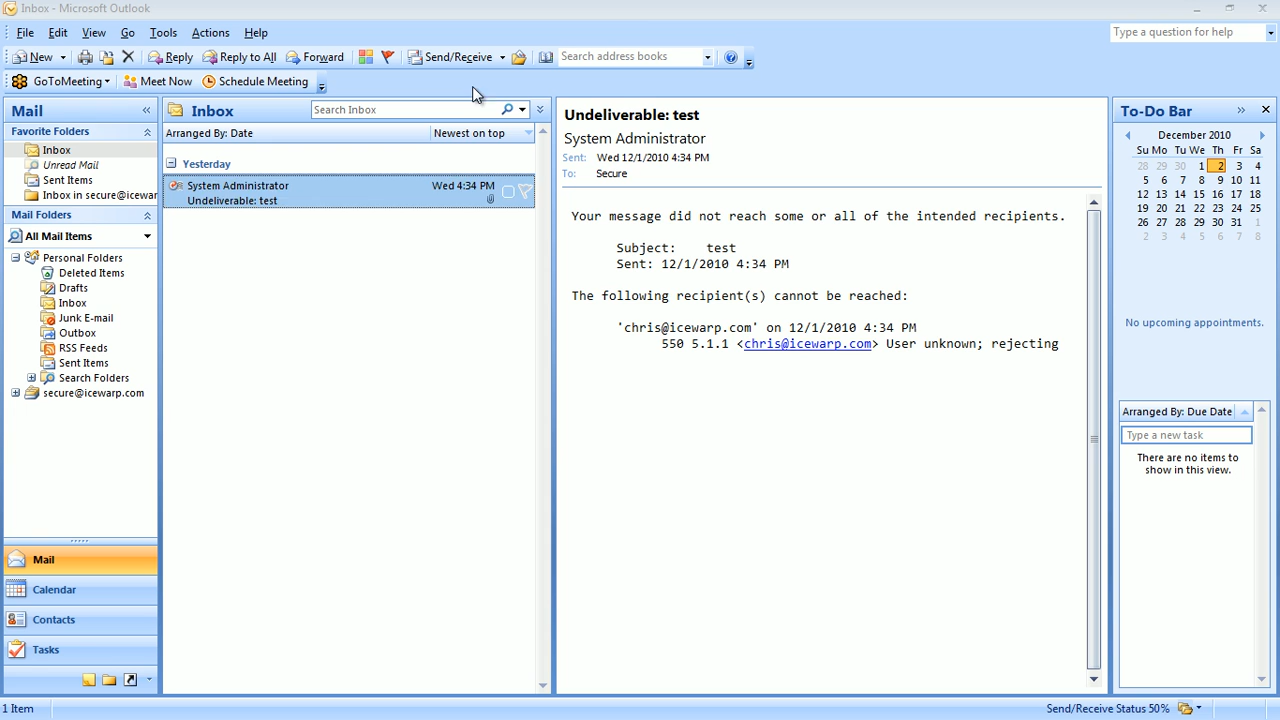 Inbox - Microsoft Outlook
File Edit View Go Tools Actions Help
Type a question for help
New Reply Reply to All Forward Send/Receive Search address books
GoToMeeting Meet Now Schedule Meeting
Mail
Favorite Folders
Inbox
Unread Mail
Sent Items
Inbox in secure@icewar
Mail Folders
All Mail Items
Personal Folders
Deleted Items
Drafts
Inbox
Junk E-mail
Outbox
RSS Feeds
Sent Items
Search Folders
secure@icewarp.com
Mail
Calendar
Contacts
Tasks
Inbox Search Inbox
Arranged By: Date Newest on top
Yesterday
System Administrator Wed 4:34 PM
Undeliverable: test
Undeliverable: test
System Administrator
Sent: Wed 12/1/2010 4:34 PM
To: Secure
Your message did not reach some or all of the intended recipients.
Subject: test
Sent: 12/1/2010 4:34 PM
The following recipient(s) cannot be reached:
'chris@icewarp.com' on 12/1/2010 4:34 PM
550 5.1.1 <chris@icewarp.com> User unknown; rejecting
To-Do Bar
December 2010
Su Mo Tu We Th Fr Sa
28 29 30 1 2 3 4
5 6 7 8 9 10 11
12 13 14 15 16 17 18
19 20 21 22 23 24 25
26 27 28 29 30 31 1
2 3 4 5 6 7 8
No upcoming appointments.
Arranged By: Due Date
Type a new task
There are no items to
show in this view.
1 Item
Send/Receive Status 50%